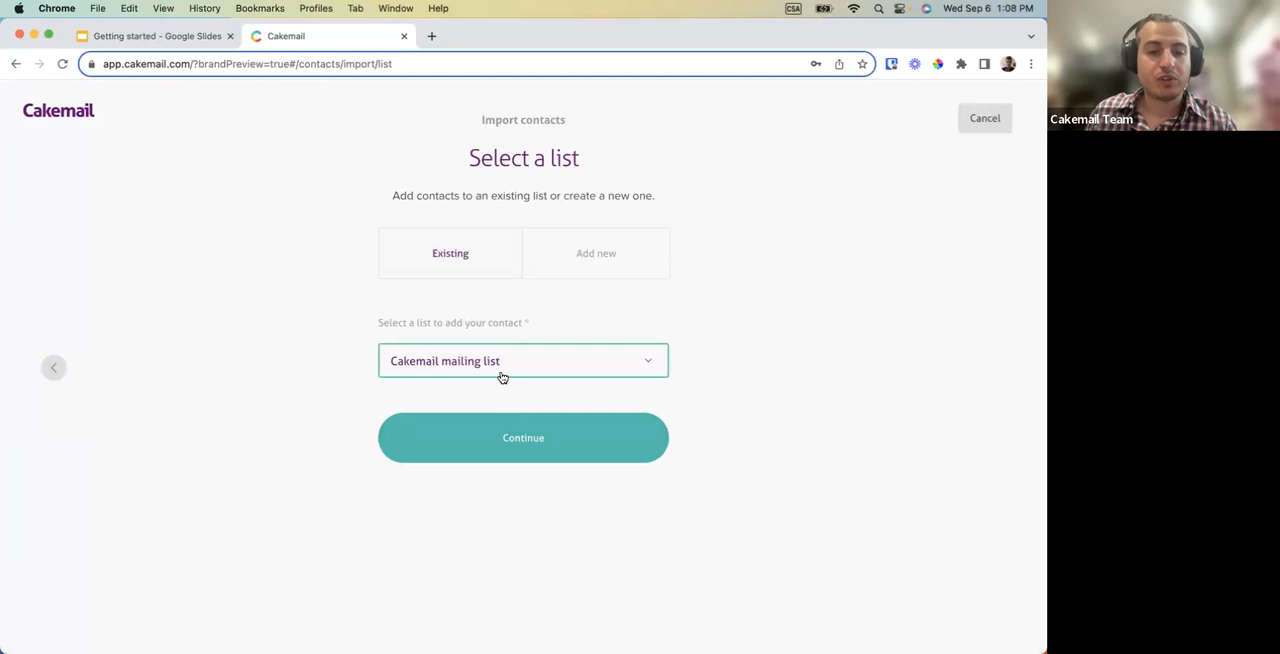 Chrome File Edit View History Bookmarks Profiles Tab Window Help CSA Wed Sep 6 1:08 PM
Getting started - Google Slides Cakemail
app.cakemail.com/?brandPreview=true#/contacts/import/list
Cakemail Team
Cakemail
Import contacts
Cancel
Select a list
Add contacts to an existing list or create a new one.
Existing Add new
Select a list to add your contact *
Cakemail mailing list
Continue